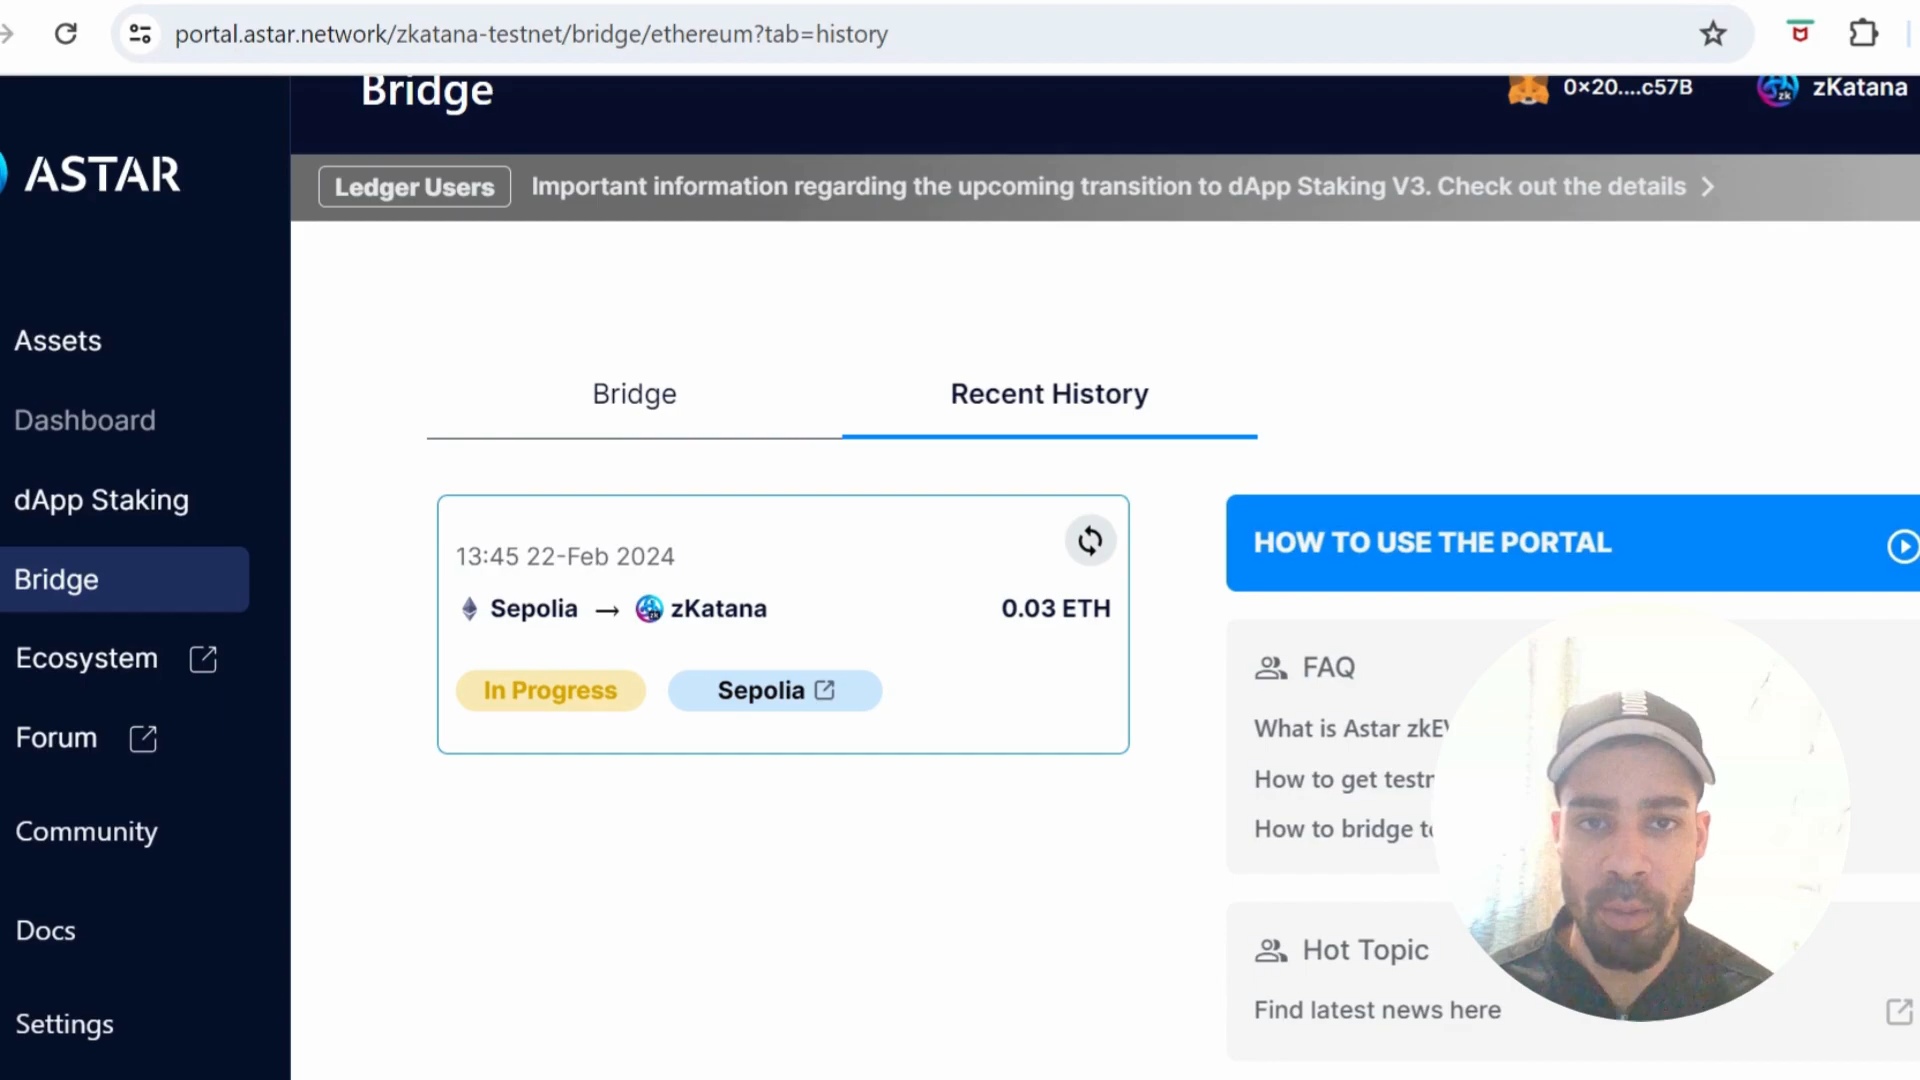 portal.astar.network/zkatana-testnet/bridge/ethereum?tab=history
Bridge
0×20....c57B
zKatana
ASTAR
Ledger Users
Important information regarding the upcoming transition to dApp Staking V3. Check out the details
Assets
Dashboard
dApp Staking
Bridge
Ecosystem
Forum
Community
Docs
Settings
Bridge
Recent History
13:45 22-Feb 2024
Sepolia → zKatana
0.03 ETH
In Progress
Sepolia
HOW TO USE THE PORTAL
FAQ
What is Astar
How to get
How to bridge
Hot Topic
Find latest news here